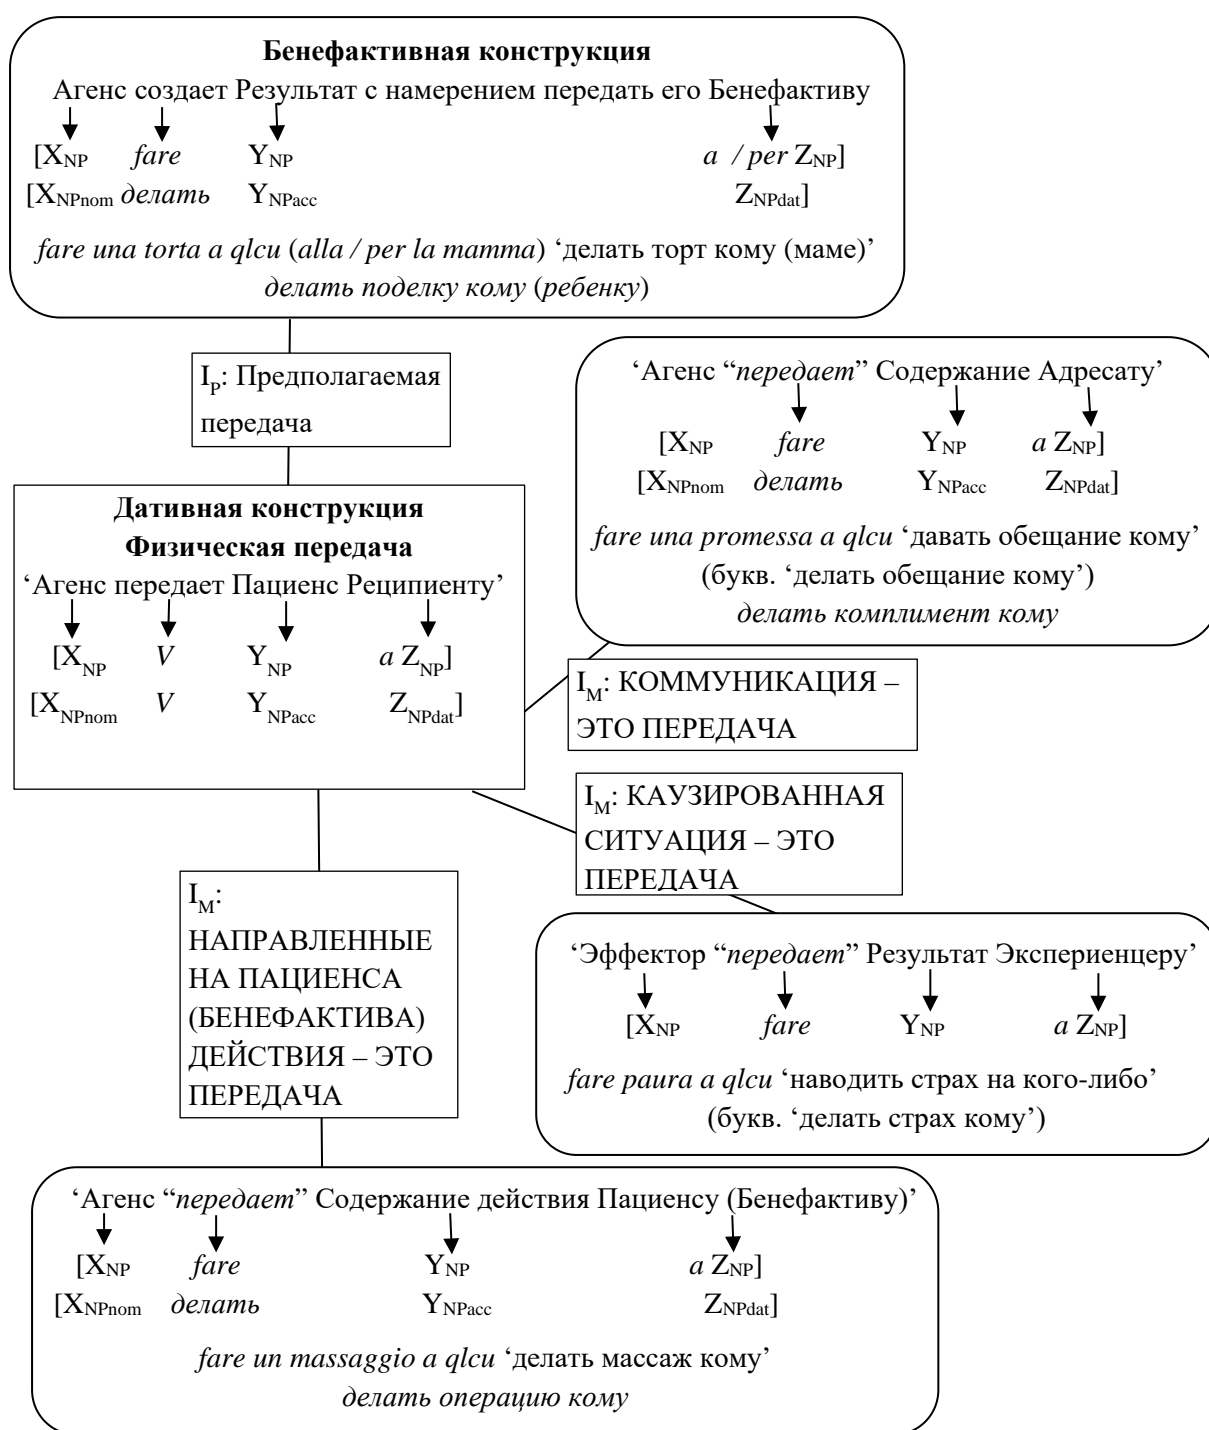 Бенефактивная конструкция
Агенс создает Результат с намерением передать его Бенефактиву
[XNP fare YNP a / per ZNP]
[XNPnom делать YNPacc ZNPdat]
fare una torta a qlcu (alla / per la mamma) ‘делать торт кому (маме)’
делать поделку кому (ребенку)
IP: Предполагаемая
передача
‘Агенс “передает” Содержание Адресату’
[XNP fare YNP a ZNP]
[XNPnom делать YNPacc ZNPdat]
fare una promessa a qlcu ‘давать обещание кому’
(букв. ‘делать обещание кому’)
делать комплимент кому
Дативная конструкция
Физическая передача
‘Агенс передает Пациенс Реципиенту’
[XNP V YNP a ZNP]
[XNPnom V YNPacc ZNPdat]
IM: КОММУНИКАЦИЯ –
ЭТО ПЕРЕДАЧА
IM: КАУЗИРОВАННАЯ
СИТУАЦИЯ – ЭТО
ПЕРЕДАЧА
IM:
НАПРАВЛЕННЫЕ
НА ПАЦИЕНСА
(БЕНЕФАКТИВА)
ДЕЙСТВИЯ – ЭТО
ПЕРЕДАЧА
‘Эффектор “передает” Результат Экспериенцеру’
[XNP fare YNP a ZNP]
fare paura a qlcu ‘наводить страх на кого-либо’
(букв. ‘делать страх кому’)
‘Агенс “передает” Содержание действия Пациенсу (Бенефактиву)’
[XNP fare YNP a ZNP]
[XNPnom делать YNPacc ZNPdat]
fare un massaggio a qlcu ‘делать массаж кому’
делать операцию кому